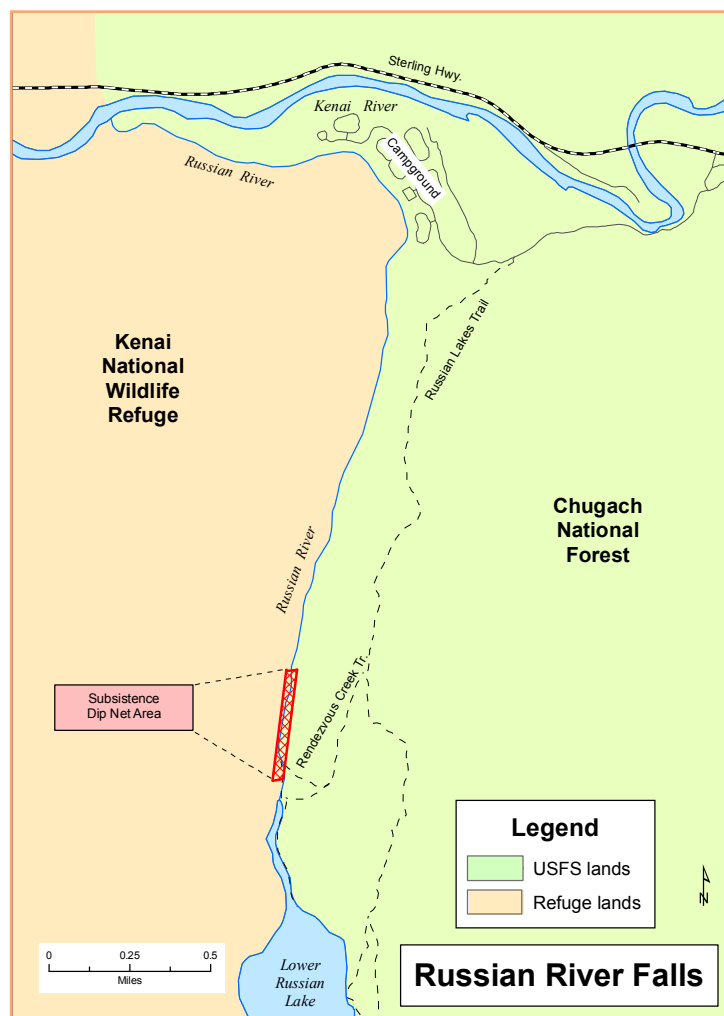 Sterling Hwy.
Kenai River
Campground
Russian River
Russian Lakes Trail
Kenai
National
Wildlife
Refuge
Chugach
National
Forest
Russian River
Rendezvous Creek Tr.
Subsistence
Dip Net Area
Legend
USFS lands
Refuge lands
N
0 0.5 1
Miles
Lower
Russian
Lake
Russian River Falls